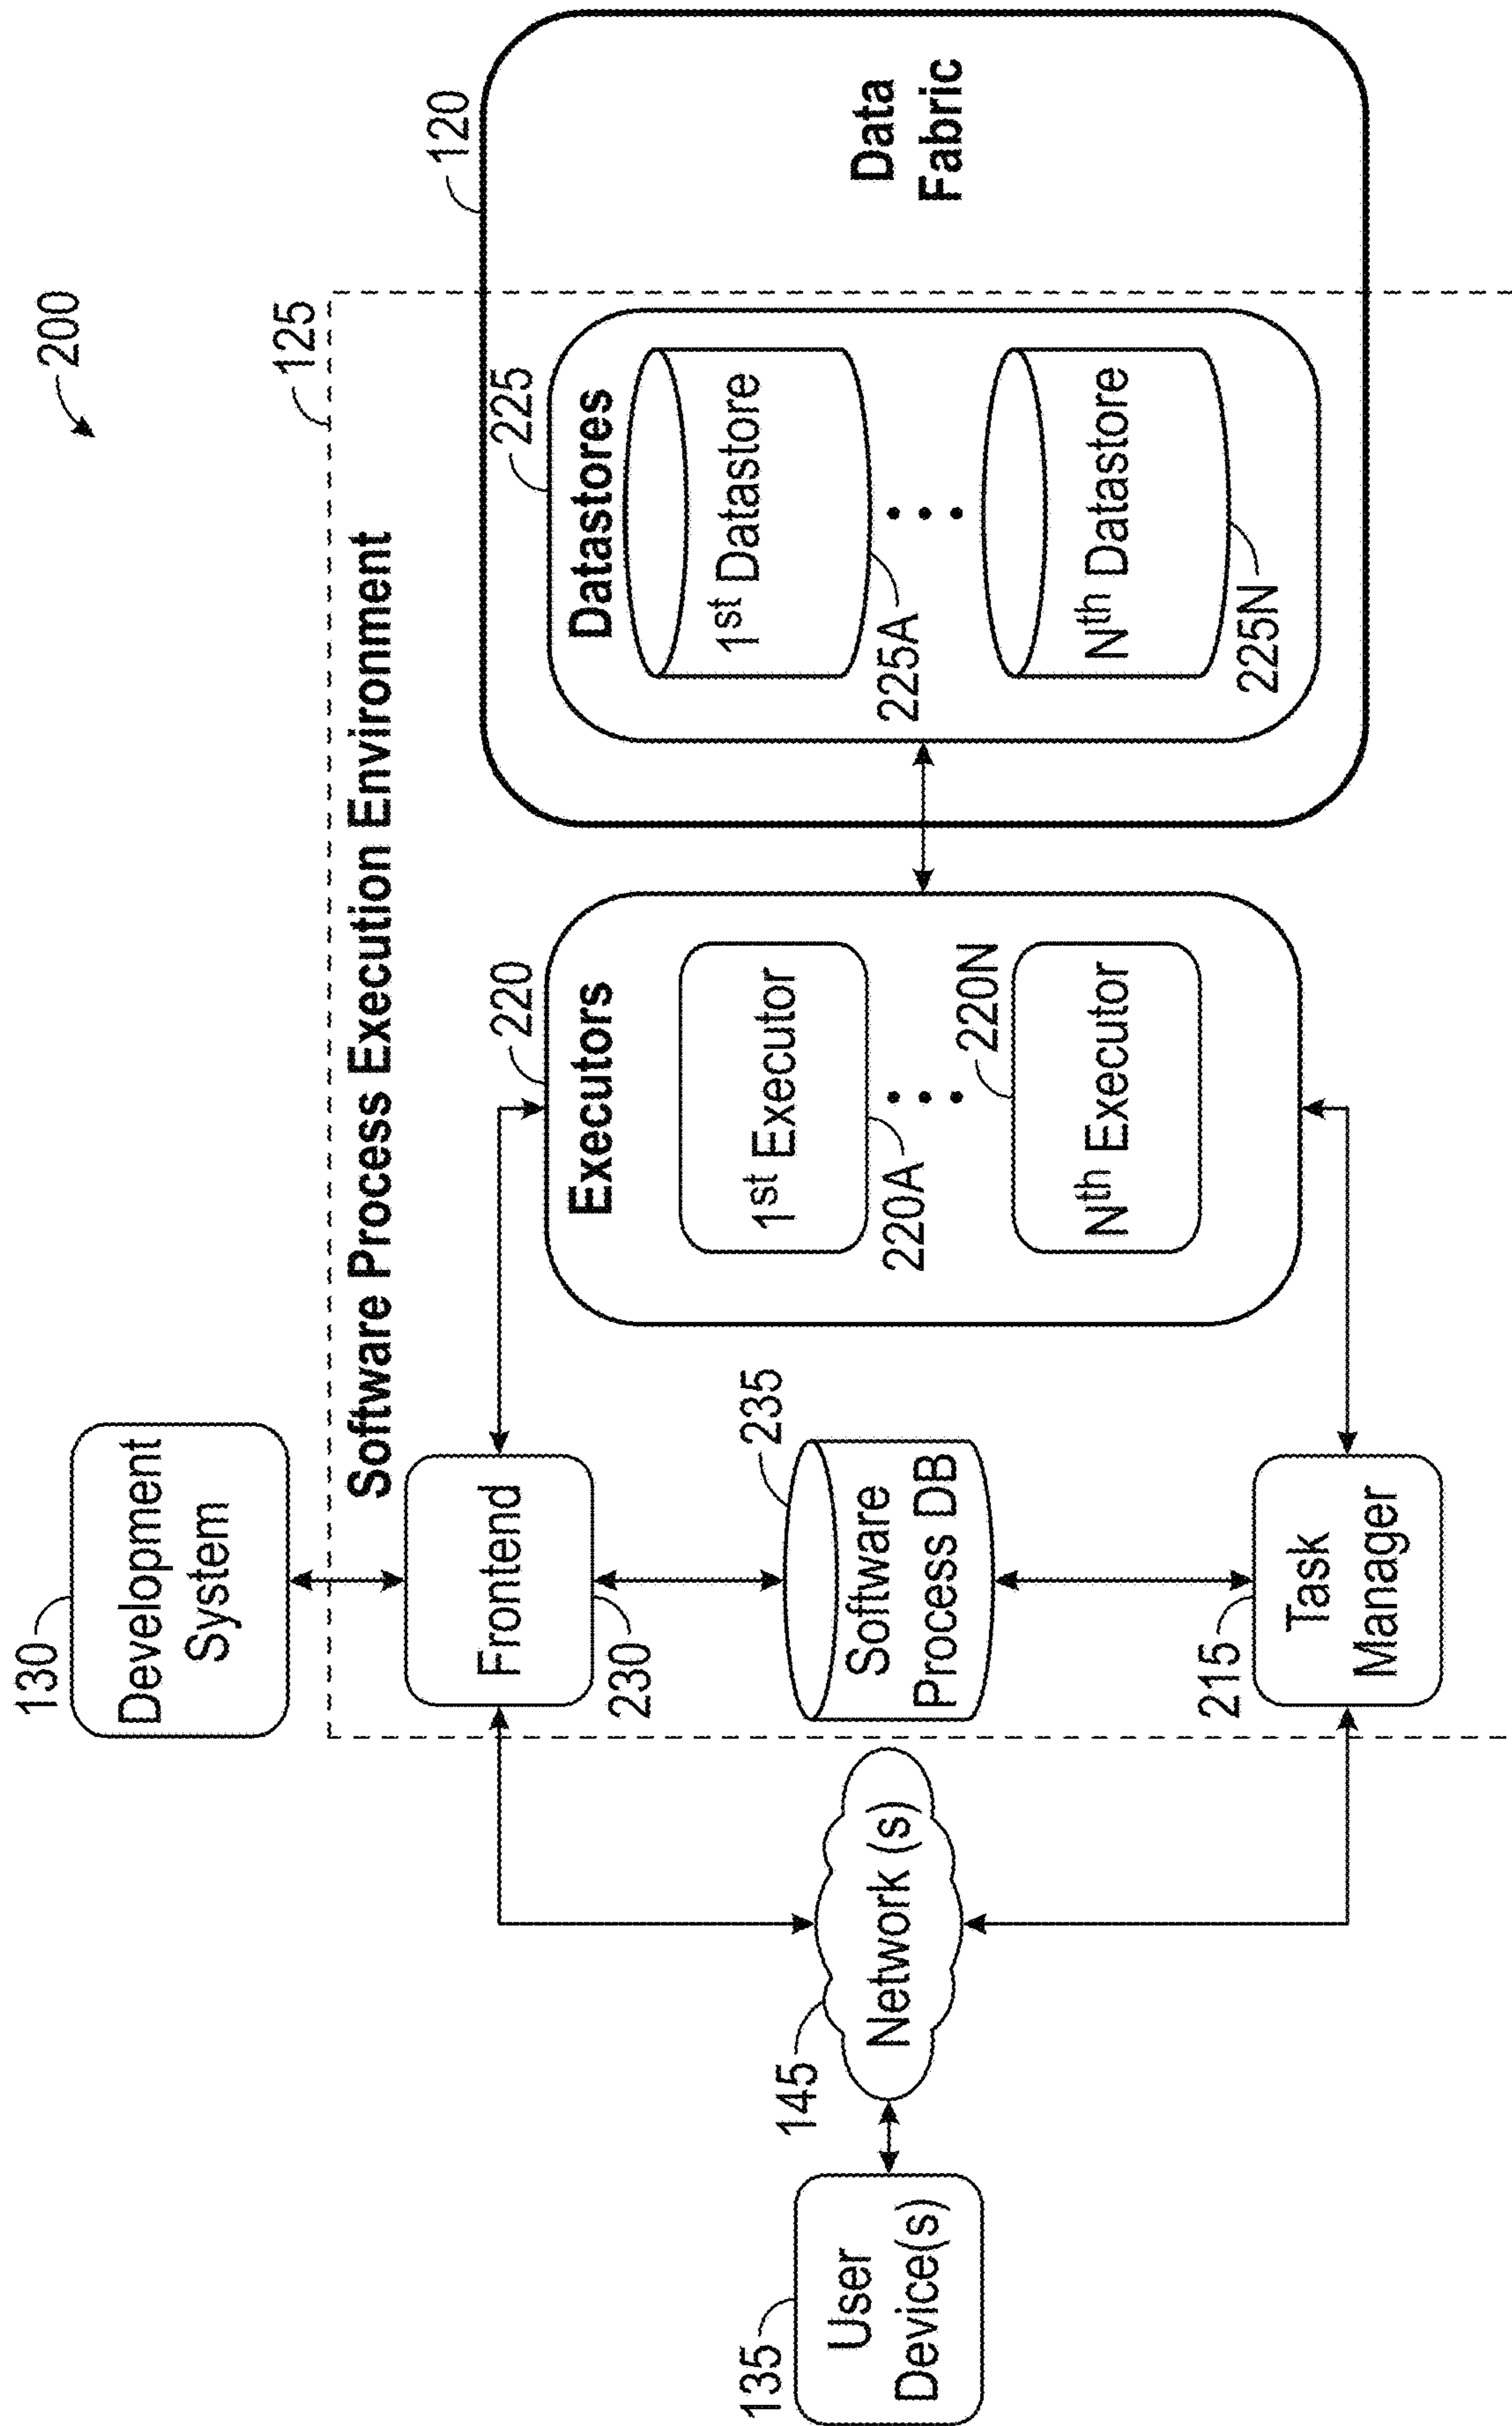 200
130
Development
System
125
Software Process Execution Environment
120
Data
Fabric
Frontend
230
220
Executors
1st Executor
220A
220N
Nth Executor
225
Datastores
1st Datastore
225A
Nth Datastore
225N
235
Software
Process DB
135
User
Device(s)
145
Network (s)
215
Task
Manager